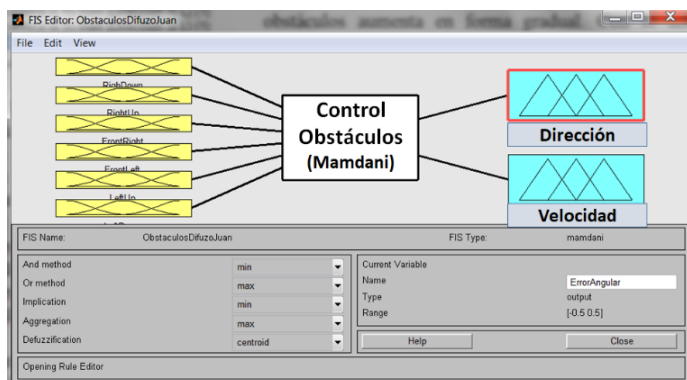 FIS Editor: ObstaculosDifuzoJuan
obstáculos aumenta en forma gradual.
File Edit View
RighDown
RightUp
FrontRight
FrontLeft
LeftUp
Control
Obstáculos
(Mamdani)
Dirección
Velocidad
FIS Name: ObstaculosDifuzoJuan FIS Type: mamdani
And method min
Or method max
Implication min
Aggregation max
Defuzzification centroid
Current Variable
Name ErrorAngular
Type output
Range [-0.5 0.5]
Help Close
Opening Rule Editor